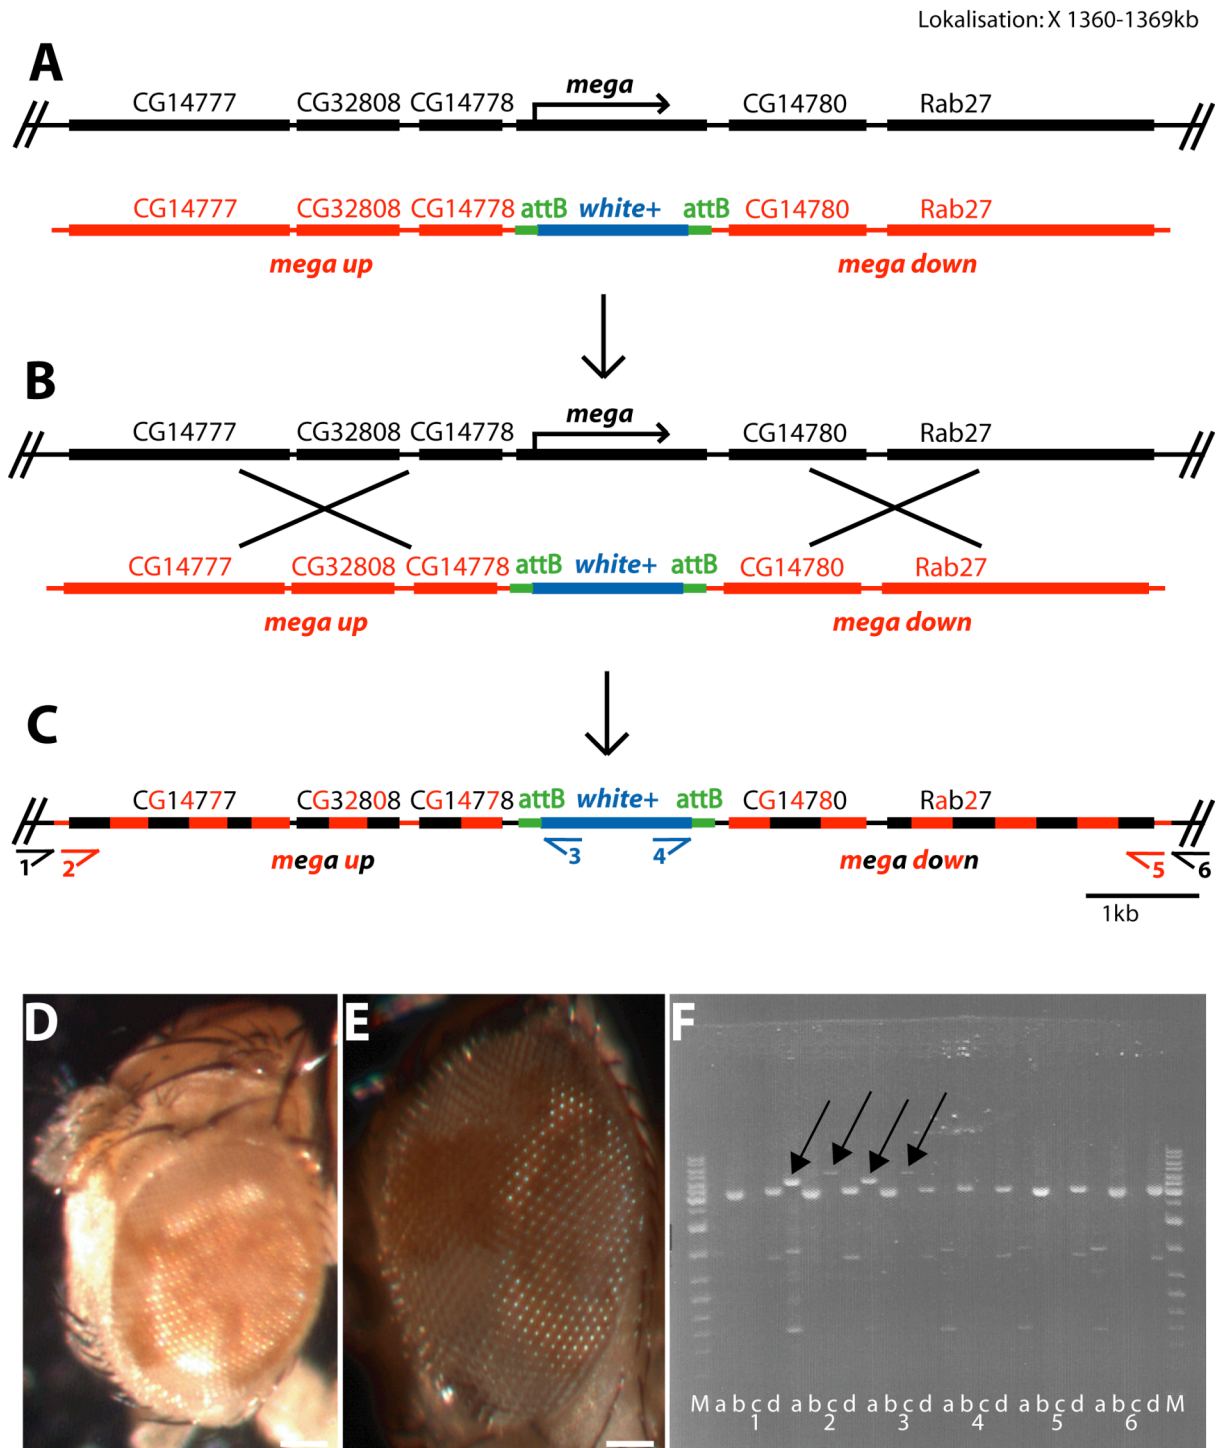 Lokalisation: X 1360-1369kb
A
mega
CG14777 CG32808 CG14778 CG14780 Rab27
CG14777 CG32808 CG14778 attB white+ attB CG14780 Rab27
mega up mega down
B
mega
CG14777 CG32808 CG14778 CG14780 Rab27
CG14777 CG32808 CG14778 attB white+ attB CG14780 Rab27
mega up mega down
C
CG14777 CG32808 CG14778 attB white+ attB CG14780 Rab27
1 2 mega up 3 4 mega down 5 6
1kb
D E F
M a b c d a b c d a b c d a b c d a b c d a b c d M
1 2 3 4 5 6